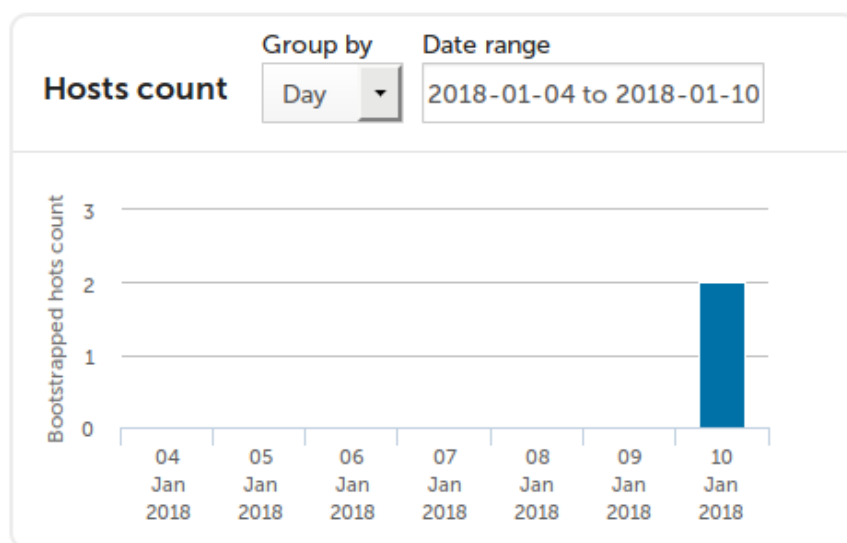 Group by Date range
Hosts count Day 2018-01-04 to 2018-01-10
Bootstrapped hots count
3
2
1
0
04 05 06 07 08 09 10
Jan Jan Jan Jan Jan Jan Jan
2018 2018 2018 2018 2018 2018 2018